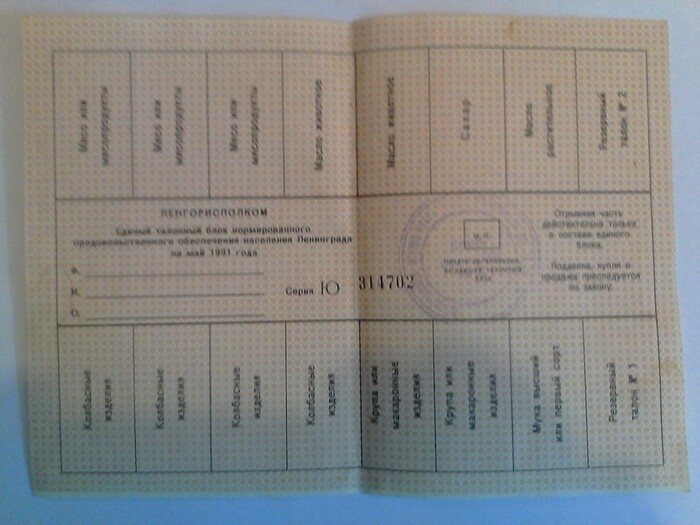 Мясо или
мясопродукты
Мясо или
мясопродукты
Мясо или
мясопродукты
Масло животное
Масло животное
Сахар
Масло
растительное
Резервный
талон № 2
ЛЕНГОРИСПОЛКОМ
Единый талонный блок нормированного
продовольственного обеспечения населения Ленинграда
на май 1991 года
Ф.
И.
О.
Серия Ю 314702
М. П.
Отрывная часть
действительна только
в составе единого
блока.
Подделка, купля и
продажа преследуется
по закону.
Колбасные
изделия
Колбасные
изделия
Колбасные
изделия
Колбасные
изделия
Крупа или
макаронные
изделия
Крупа или
макаронные
изделия
Мука высший
или первый сорт
Резервный
талон № 1